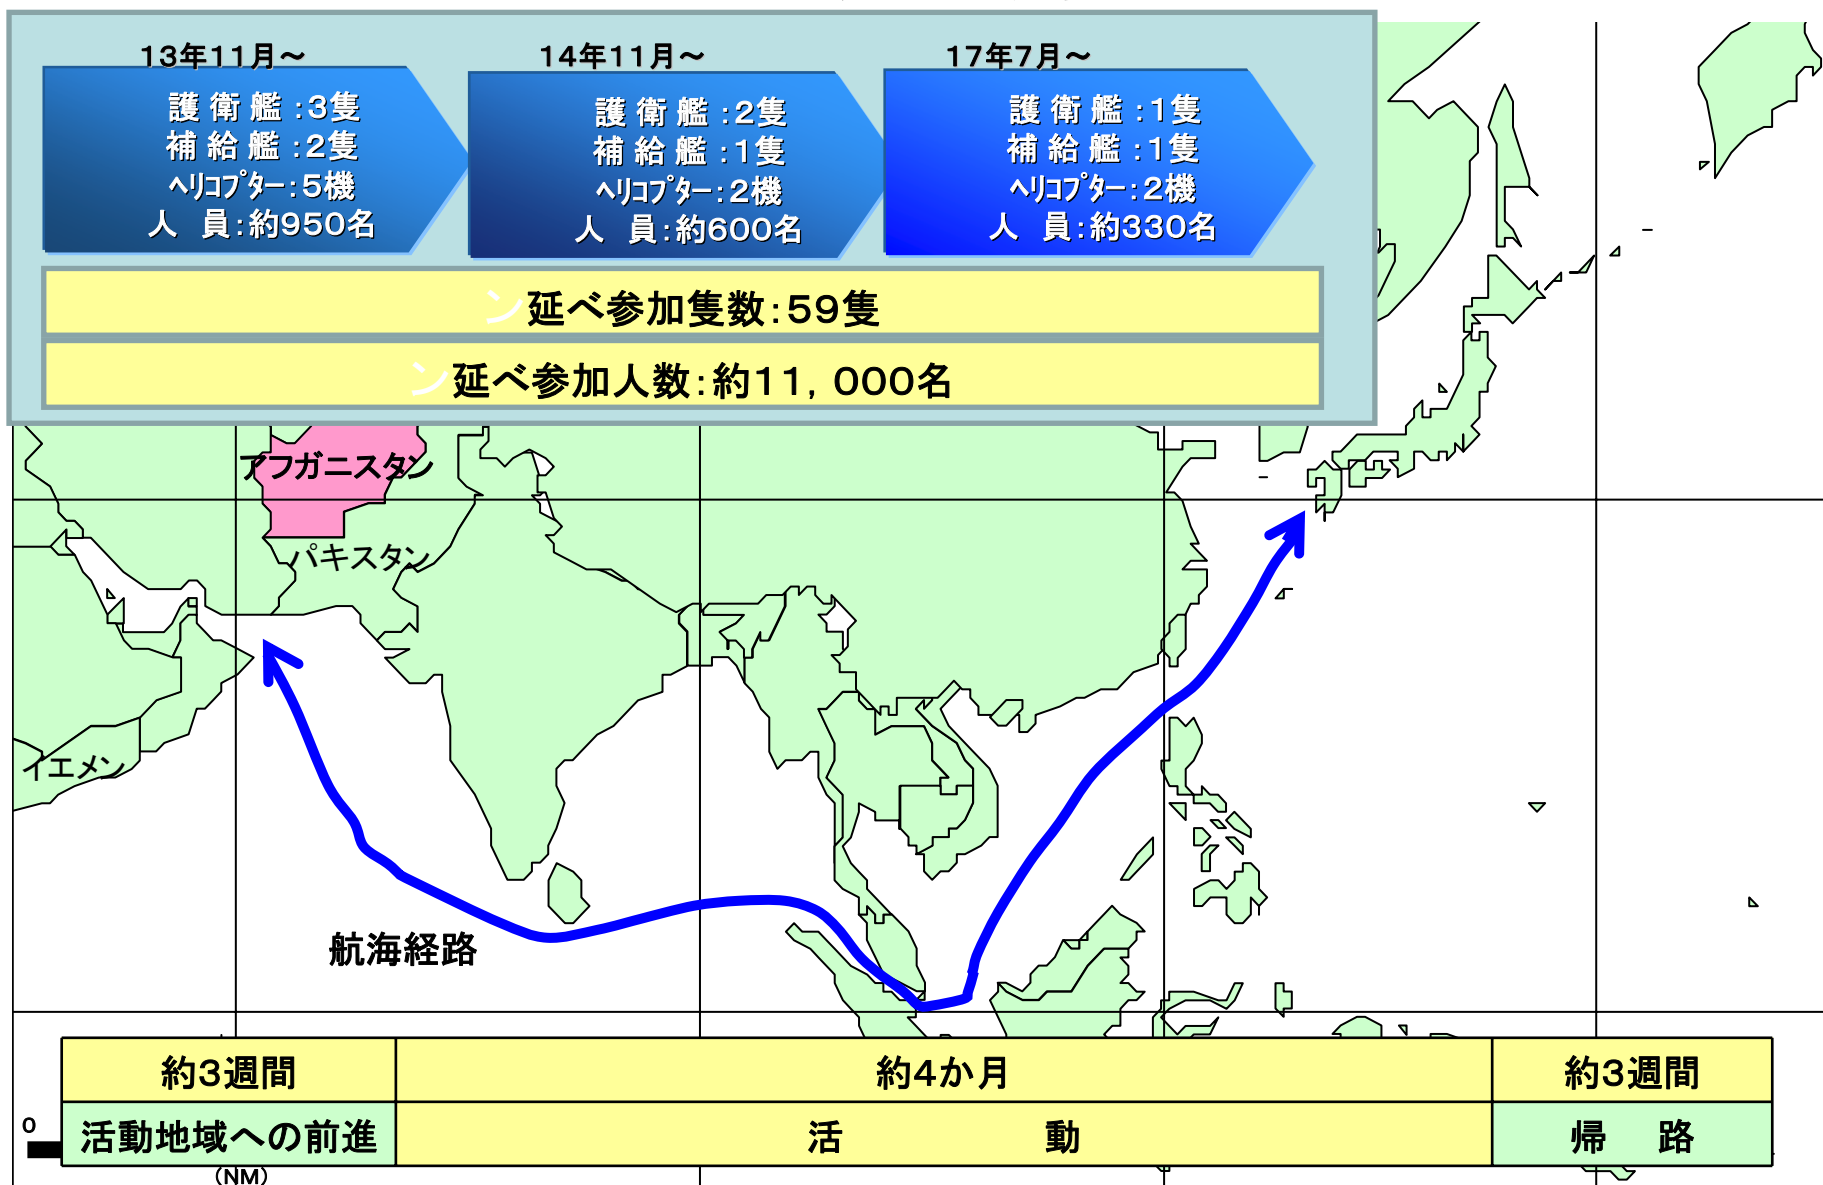 13年11月～
護衛艦：3隻
補給艦：2隻
ﾍﾘｺﾌﾟﾀｰ：5機
人 員：約950名
14年11月～
護衛艦：2隻
補給艦：1隻
ﾍﾘｺﾌﾟﾀｰ：2機
人 員：約600名
17年7月～
護衛艦：1隻
補給艦：1隻
ﾍﾘｺﾌﾟﾀｰ：2機
人 員：約330名
ン延べ参加隻数：59隻
ン延べ参加人数：約11，000名
アフガニスタン
パキスタン
イエメン
航海経路
約3週間
約4か月
約3週間
活動地域への前進
活 動
帰 路
0
(NM)